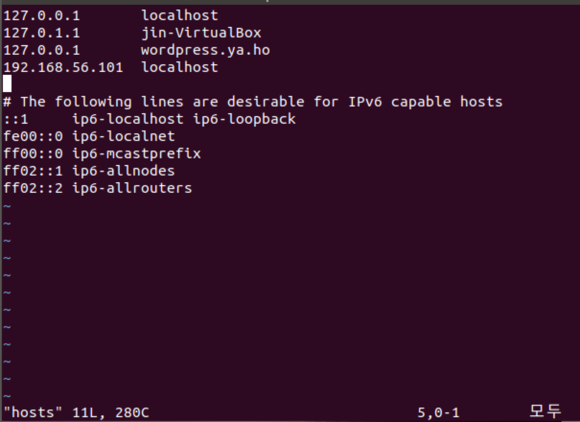 127.0.0.1       localhost
127.0.1.1       jin-VirtualBox
127.0.0.1       wordpress.ya.ho
192.168.56.101  localhost

# The following lines are desirable for IPv6 capable hosts
::1     ip6-localhost ip6-loopback
fe00::0 ip6-localnet
ff00::0 ip6-mcastprefix
ff02::1 ip6-allnodes
ff02::2 ip6-allrouters
~
~
~
~
~
~
~
~
~
~
~
~
"hosts" 11L, 280C                               5,0-1        모두